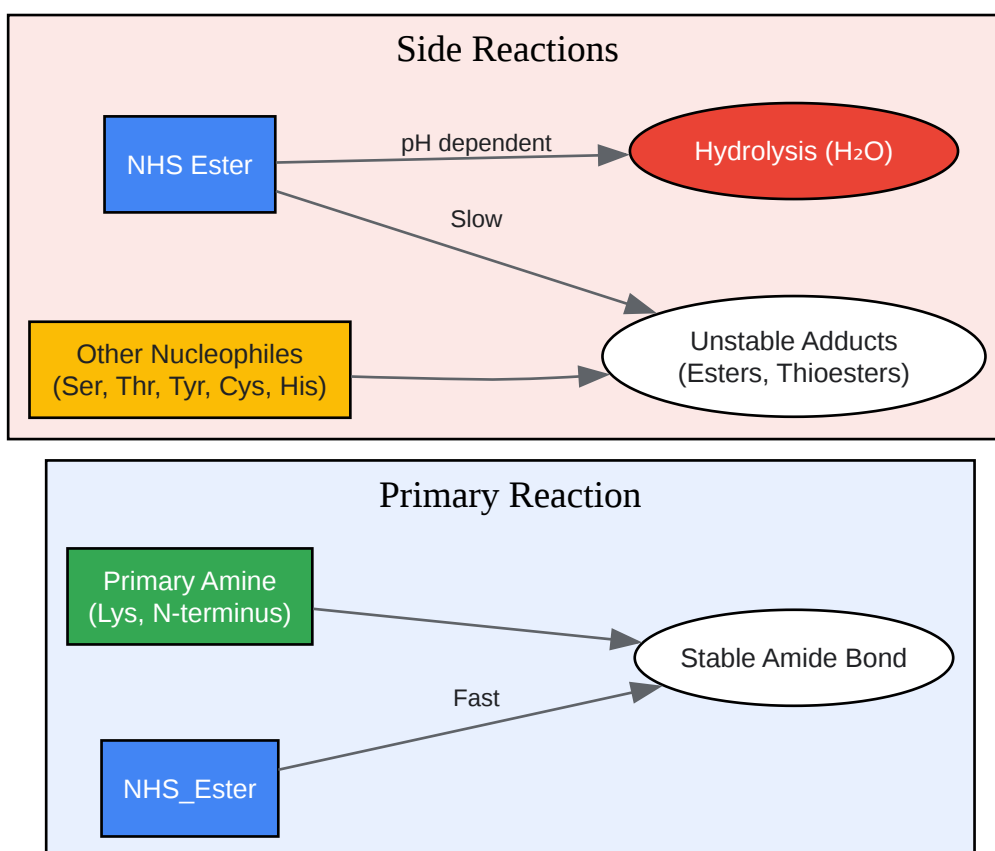 Side Reactions
NHS Ester
pH dependent
Hydrolysis (H₂O)
Slow
Other Nucleophiles
(Ser, Thr, Tyr, Cys, His)
Unstable Adducts
(Esters, Thioesters)
Primary Reaction
Primary Amine
(Lys, N-terminus)
Stable Amide Bond
Fast
NHS_Ester